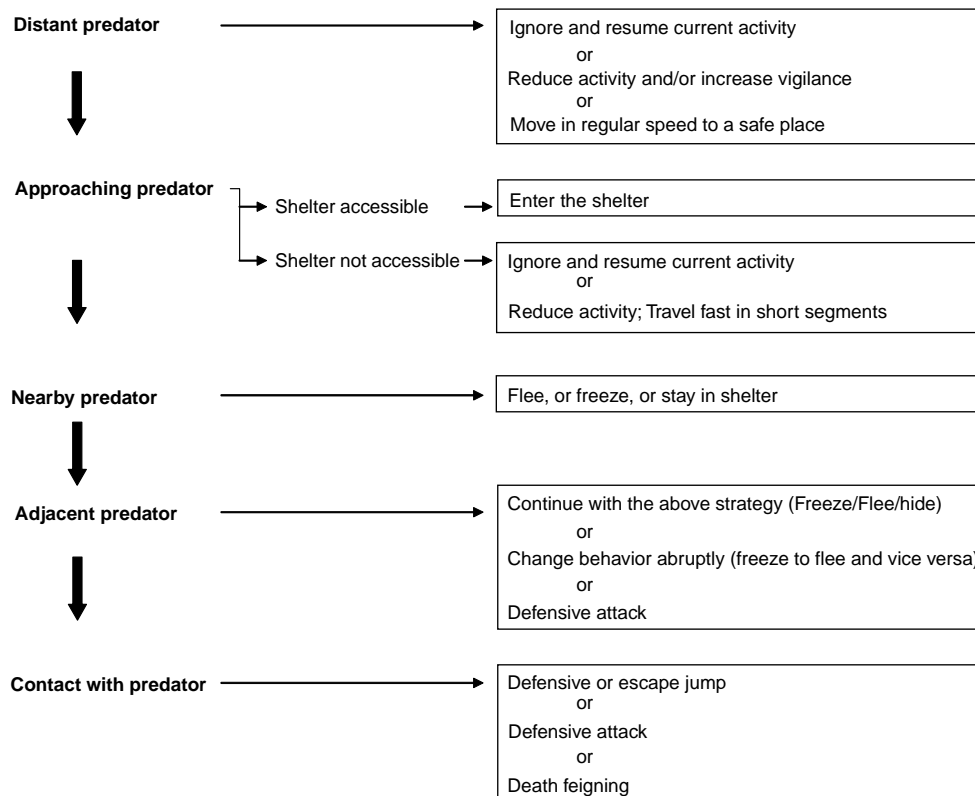 Distant predator
Ignore and resume current activity
or
Reduce activity and/or increase vigilance
or
Move in regular speed to a safe place
Approaching predator
Shelter accessible
Enter the shelter
Shelter not accessible
Ignore and resume current activity
or
Reduce activity; Travel fast in short segments
Nearby predator
Flee, or freeze, or stay in shelter
Adjacent predator
Continue with the above strategy (Freeze/Flee/hide)
or
Change behavior abruptly (freeze to flee and vice versa)
or
Defensive attack
Contact with predator
Defensive or escape jump
or
Defensive attack
or
Death feigning